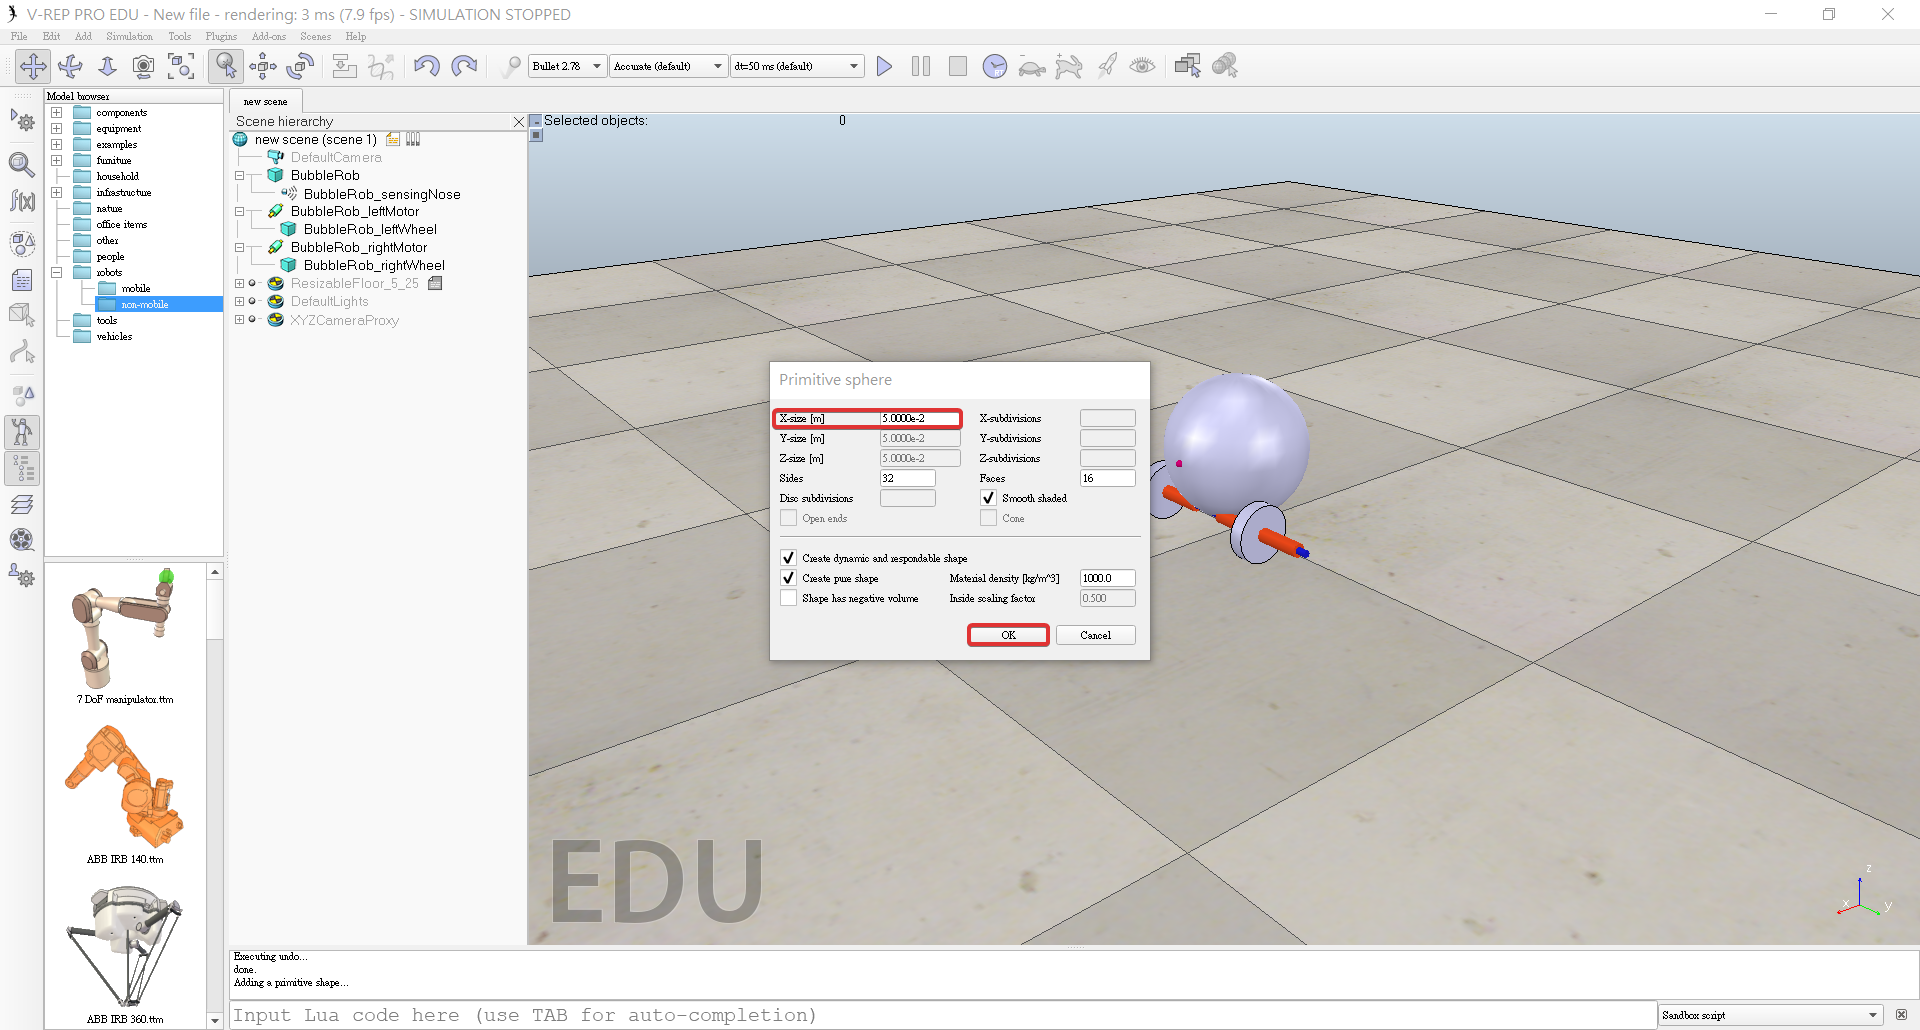 V-REP PRO EDU - New file - rendering: 3 ms (7.9 fps) - SIMULATION STOPPED
File Edit Add Simulation Tools Plugins Add-ons Scenes Help
Bullet 2.78 Accurate (default) dt=50 ms (default)
Model browser
components
equipment
examples
furniture
household
infrastructure
nature
office items
other
people
robots
mobile
non-mobile
tools
vehicles
7 DoF manipulator.ttm
ABB IRB 140.ttm
ABB IRB 360.ttm
new scene
Scene hierarchy
new scene (scene 1)
DefaultCamera
BubbleRob
BubbleRob_sensingNose
BubbleRob_leftMotor
BubbleRob_leftWheel
BubbleRob_rightMotor
BubbleRob_rightWheel
ResizableFloor_5_25
DefaultLights
XYZCameraProxy
Selected objects: 0
Primitive sphere
X-size [m] 5.0000e-2 X-subdivisions
Y-size [m] 5.0000e-2 Y-subdivisions
Z-size [m] 5.0000e-2 Z-subdivisions
Sides 32 Faces 16
Disc subdivisions Smooth shaded
Open ends Cone
Create dynamic and respondable shape
Create pure shape Material density [kg/m^3] 1000.0
Shape has negative volume Inside scaling factor 0.500
OK Cancel
EDU
z
x y
Executing undo...
done.
Adding a primitive shape...
Input Lua code here (use TAB for auto-completion) Sandbox script